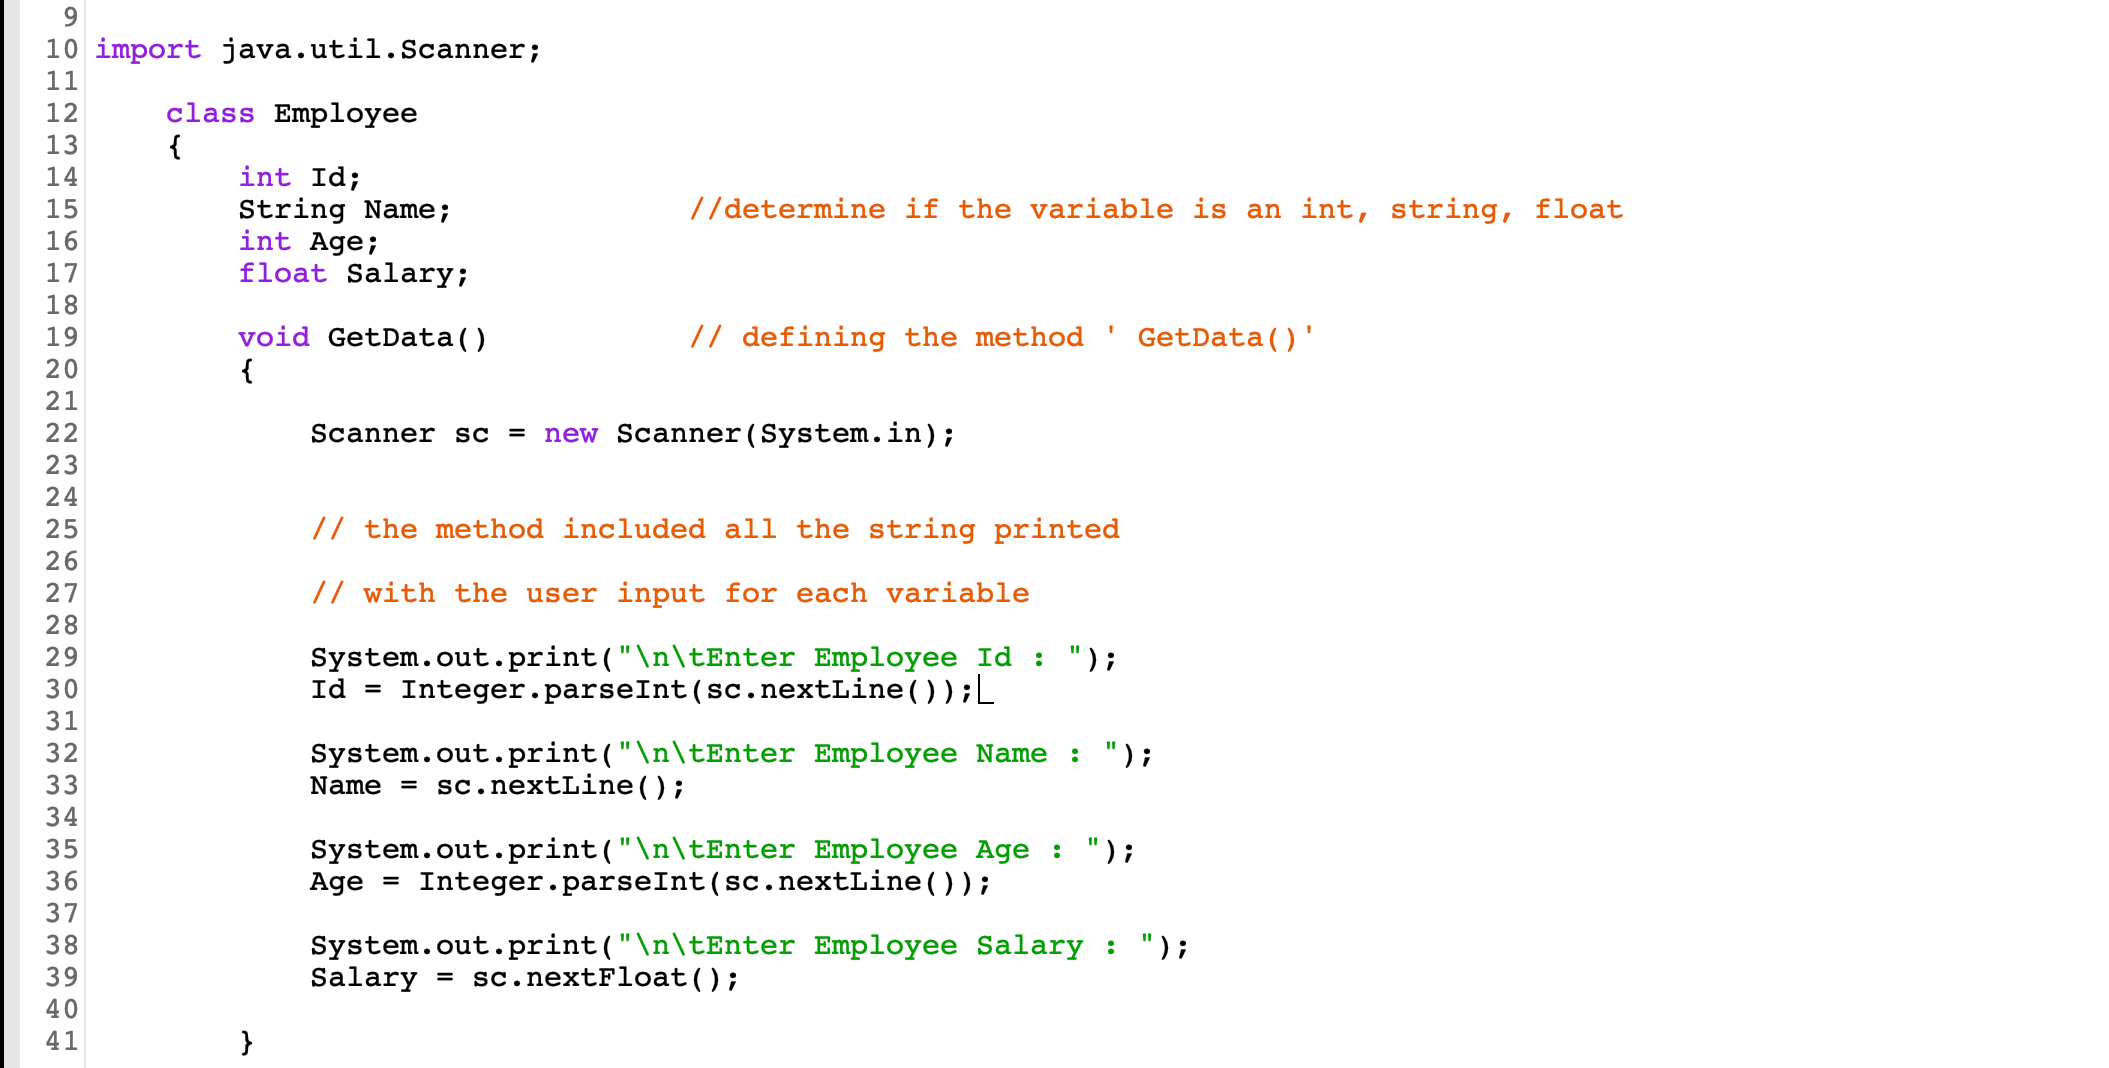 9
10 import java.util.Scanner;
11
12 class Employee
13 {
14 int Id;
15 String Name; //determine if the variable is an int, string, float
16 int Age;
17 float Salary;
18
19 void GetData() // defining the method ' GetData()'
20 {
21
22 Scanner sc = new Scanner(System.in);
23
24
25 // the method included all the string printed
26
27 // with the user input for each variable
28
29 System.out.print("\n\tEnter Employee Id : ");
30 Id = Integer.parseInt(sc.nextLine());
31
32 System.out.print("\n\tEnter Employee Name : ");
33 Name = sc.nextLine();
34
35 System.out.print("\n\tEnter Employee Age : ");
36 Age = Integer.parseInt(sc.nextLine());
37
38 System.out.print("\n\tEnter Employee Salary : ");
39 Salary = sc.nextFloat();
40
41 }